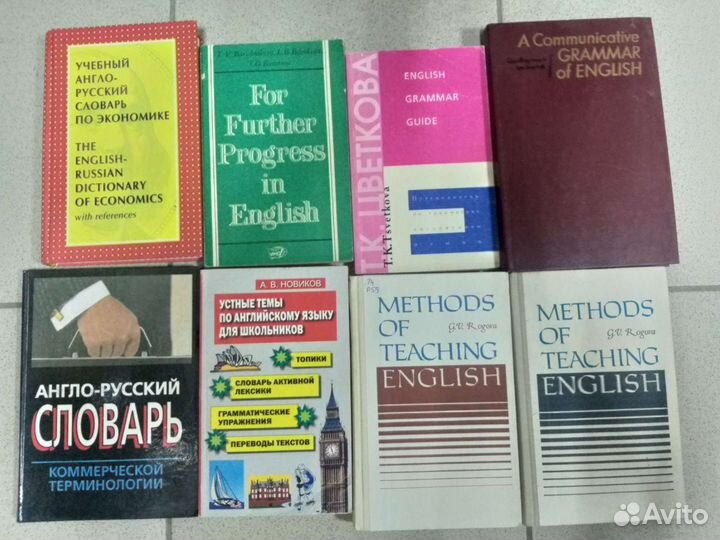 УЧЕБНЫЙ
АНГЛО-
РУССКИЙ
СЛОВАРЬ
ПО ЭКОНОМИКЕ
THE
ENGLISH-
RUSSIAN
DICTIONARY
OF ECONOMICS
with references
For
Further
Progress
in
English
Т.К. ЦВЕТКОВА
T.K. Tsvetkova
ENGLISH
GRAMMAR
GUIDE
A Communicative
GRAMMAR
of ENGLISH
АНГЛО-РУССКИЙ
СЛОВАРЬ
КОММЕРЧЕСКОЙ
ТЕРМИНОЛОГИИ
А. В. НОВИКОВ
УСТНЫЕ ТЕМЫ
ПО АНГЛИЙСКОМУ ЯЗЫКУ
ДЛЯ ШКОЛЬНИКОВ
ТОПИКИ
СЛОВАРЬ АКТИВНОЙ
ЛЕКСИКИ
ГРАММАТИЧЕСКИЕ
УПРАЖНЕНИЯ
ПЕРЕВОДЫ ТЕКСТОВ
74
METHODS
OF G.V. Rogova
TEACHING
ENGLISH
METHODS
OF G.V. Rogova
TEACHING
ENGLISH
Avito